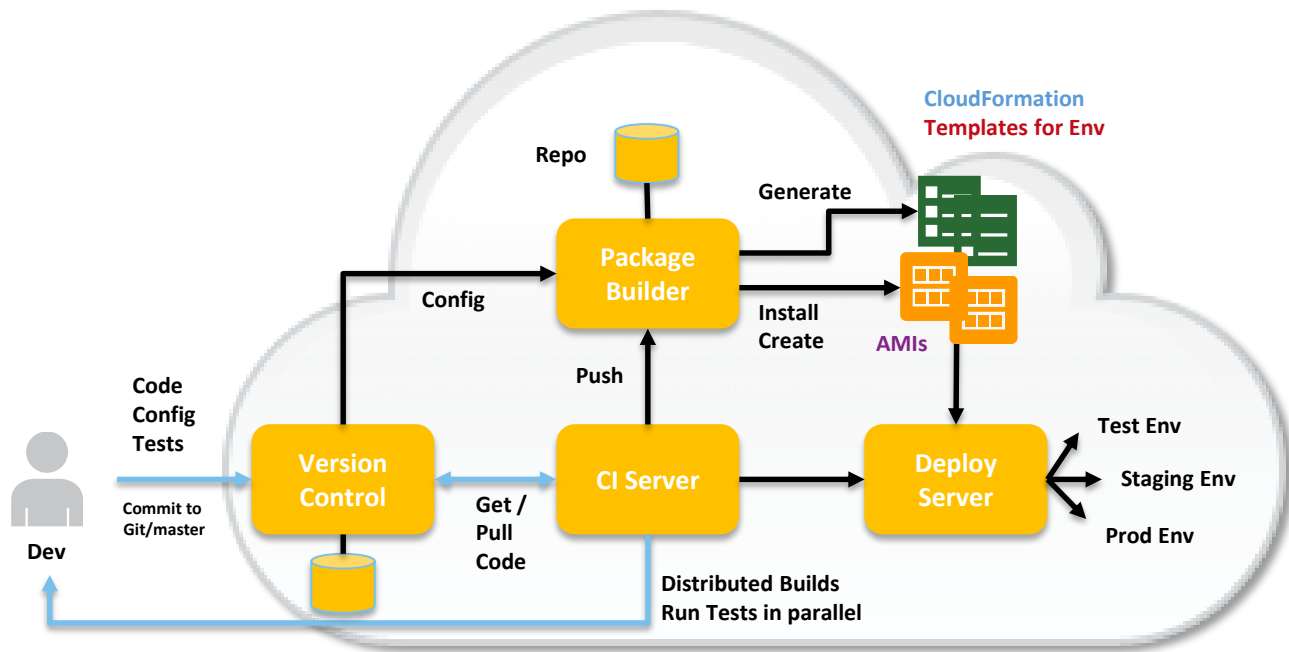 CloudFormation
Templates for Env
Repo
Generate
Package
Builder
Config
Install
Create
AMIs
Push
Code
Config
Tests
Version
Control
CI Server
Deploy
Server
Test Env
Staging Env
Prod Env
Commit to
Git/master
Get /
Pull
Code
Dev
Distributed Builds
Run Tests in parallel